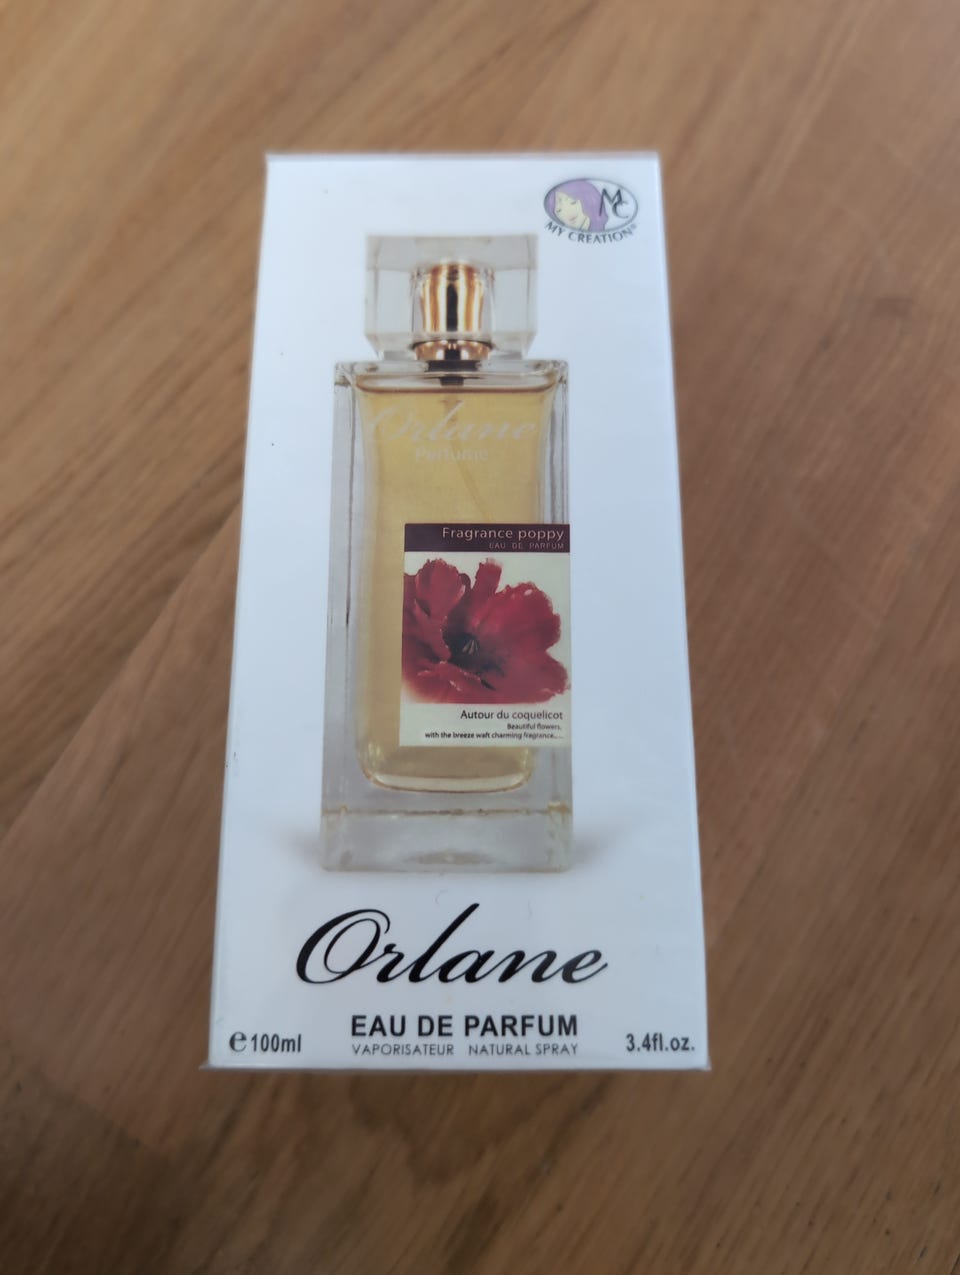 MC
MY CREATION®
Orlane
Parfume
Fragrance poppy
EAU DE PARFUM
Autour du coquelicot
Beautiful flowers,
with the breeze waft charming fragrance......
Orlane
EAU DE PARFUM
VAPORISATEUR NATURAL SPRAY
℮100ml
3.4fl.oz.